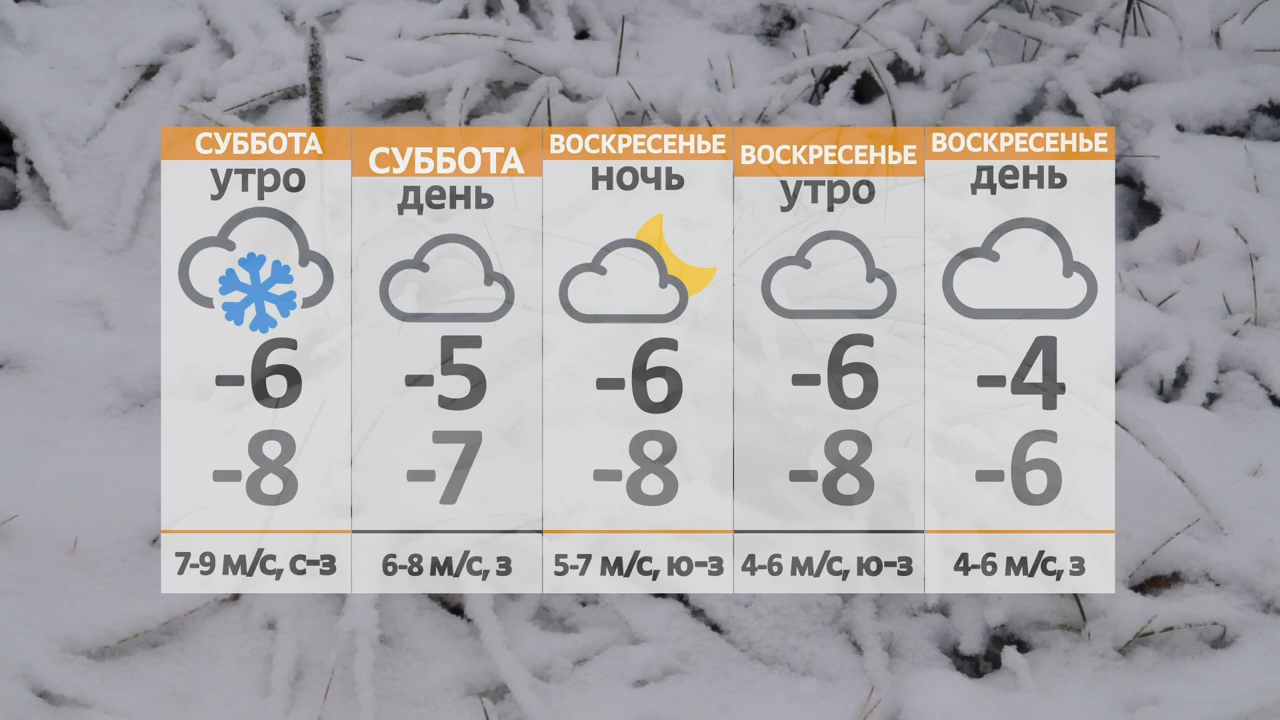 СУББОТА
утро
-6
-8
7-9 м/с, с-з
СУББОТА
день
-5
-7
6-8 м/с, з
ВОСКРЕСЕНЬЕ
ночь
-6
-8
5-7 м/с, ю-з
ВОСКРЕСЕНЬЕ
утро
-6
-8
4-6 м/с, ю-з
ВОСКРЕСЕНЬЕ
день
-4
-6
4-6 м/с, з